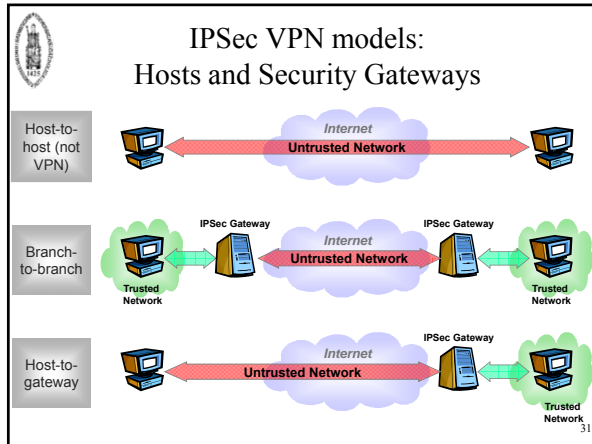 1425
IPSec VPN models:
Hosts and Security Gateways
Host-to-
host (not
VPN)
Internet
Untrusted Network
Branch-
to-branch
IPSec Gateway
IPSec Gateway
Internet
Untrusted Network
Trusted
Network
Trusted
Network
Host-to-
gateway
IPSec Gateway
Internet
Untrusted Network
Trusted
Network
31